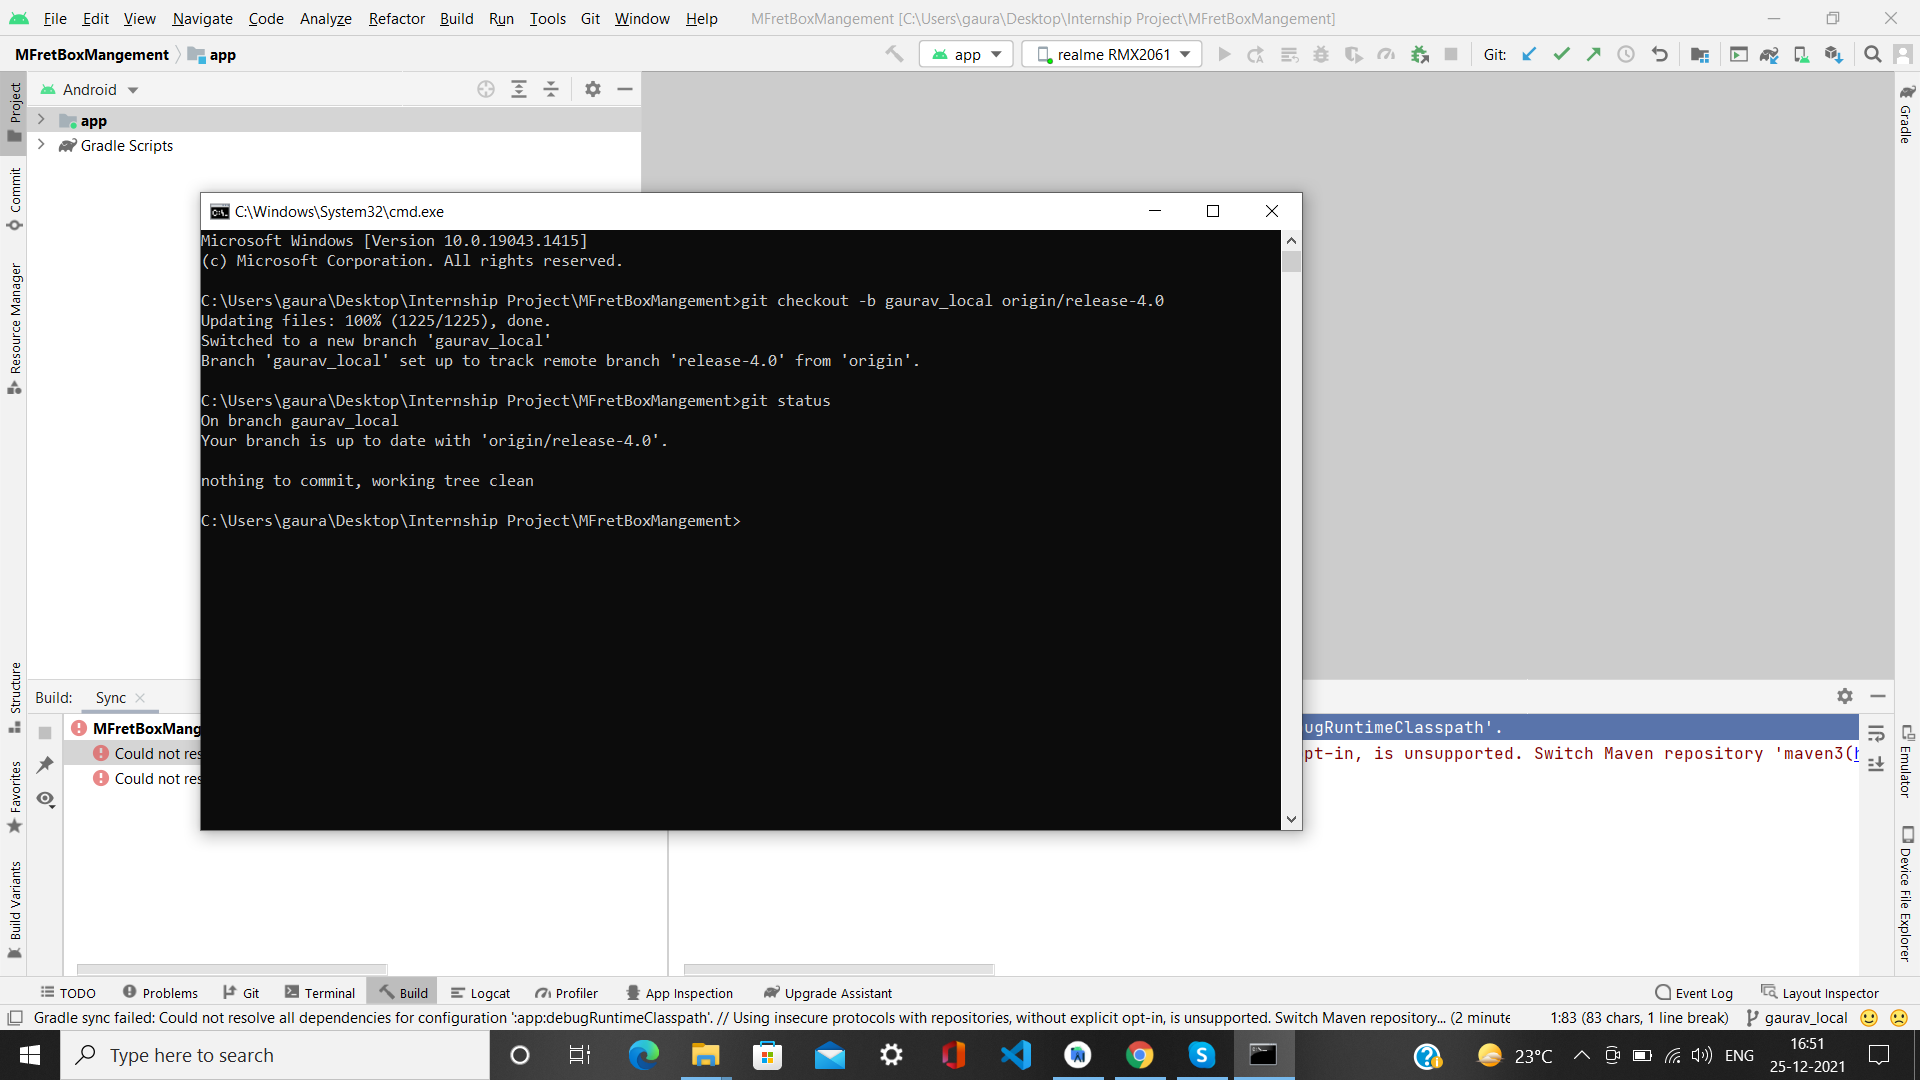 File Edit View Navigate Code Analyze Refactor Build Run Tools Git Window Help MFretBoxMangement [C:\Users\gaura\Desktop\Internship Project\MFretBoxMangement]
MFretBoxMangement app app realme RMX2061 Git:
Android
app
Gradle Scripts
Project
Commit
Resource Manager
Structure
Favorites
Build Variants
Gradle
Emulator
Device File Explorer
C:\Windows\System32\cmd.exe
Microsoft Windows [Version 10.0.19043.1415]
(c) Microsoft Corporation. All rights reserved.
C:\Users\gaura\Desktop\Internship Project\MFretBoxMangement>git checkout -b gaurav_local origin/release-4.0
Updating files: 100% (1225/1225), done.
Switched to a new branch 'gaurav_local'
Branch 'gaurav_local' set up to track remote branch 'release-4.0' from 'origin'.
C:\Users\gaura\Desktop\Internship Project\MFretBoxMangement>git status
On branch gaurav_local
Your branch is up to date with 'origin/release-4.0'.
nothing to commit, working tree clean
C:\Users\gaura\Desktop\Internship Project\MFretBoxMangement>
Build: Sync
MFretBoxMang
Could not res
Could not res
ugRuntimeClasspath'.
pt-in, is unsupported. Switch Maven repository 'maven3(h
TODO Problems Git Terminal Build Logcat Profiler App Inspection Upgrade Assistant Event Log Layout Inspector
Gradle sync failed: Could not resolve all dependencies for configuration ':app:debugRuntimeClasspath'. // Using insecure protocols with repositories, without explicit opt-in, is unsupported. Switch Maven repository... (2 minute 1:83 (83 chars, 1 line break) gaurav_local
Type here to search 23°C ENG 16:51
25-12-2021